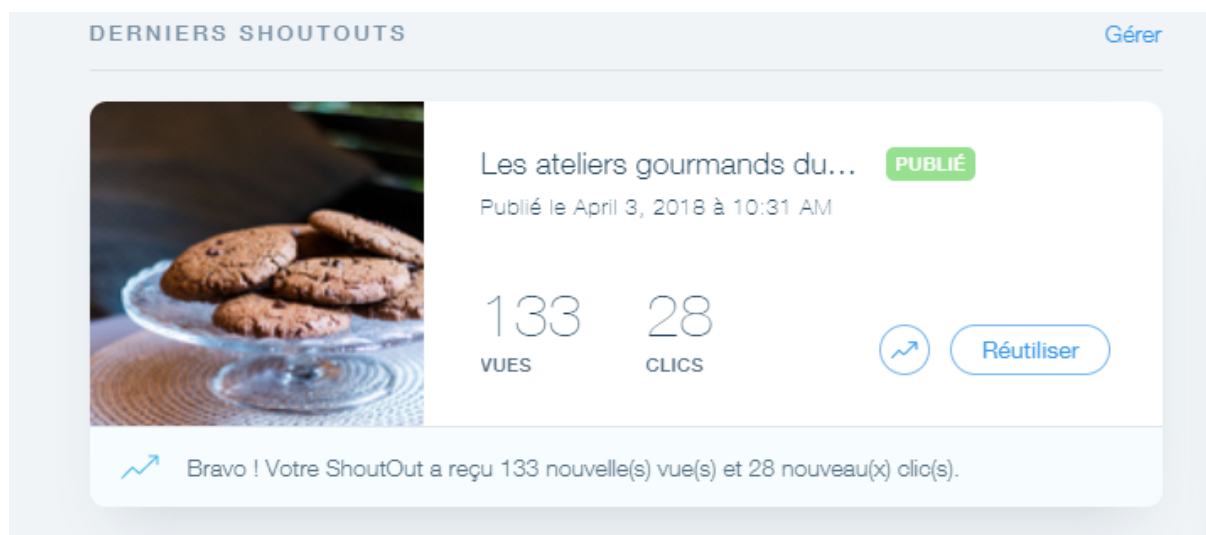 DERNIERS SHOUTOUTS
Gérer
Les ateliers gourmands du...
PUBLIÉ
Publié le April 3, 2018 à 10:31 AM
133
28
VUES
CLICS
Réutiliser
Bravo ! Votre ShoutOut a reçu 133 nouvelle(s) vue(s) et 28 nouveau(x) clic(s).